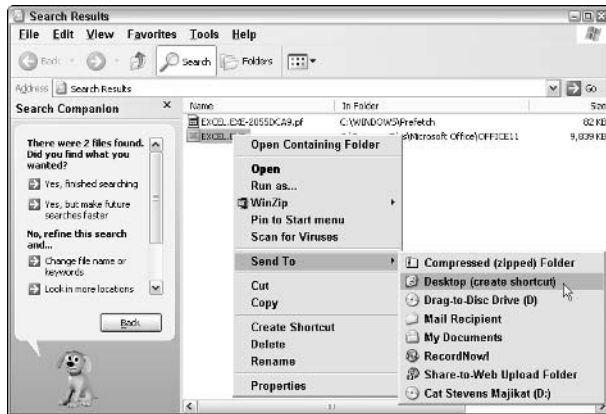 Search Results
File Edit View Favorites Tools Help
Back Search Folders
Address Search Results Go
Search Companion
There were 2 files found. Did you find what you wanted?
Yes, finished searching
Yes, but make future searches faster
No, refine this search and...
Change file name or keywords
Look in more locations
Back
Name In Folder Size
EXCEL.EXE-2055DCA9.pf C:\WINDOWS\Prefetch 82 KB
\Microsoft Office\OFFICE11 9,839 KB
Open Containing Folder
Open
Run as...
WinZip
Pin to Start menu
Scan for Viruses
Send To
Cut
Copy
Create Shortcut
Delete
Rename
Properties
Compressed (zipped) Folder
Desktop (create shortcut)
Drag-to-Disc Drive (D)
Mail Recipient
My Documents
RecordNow!
Share-to-Web Upload Folder
Cat Stevens Majikat (D:)